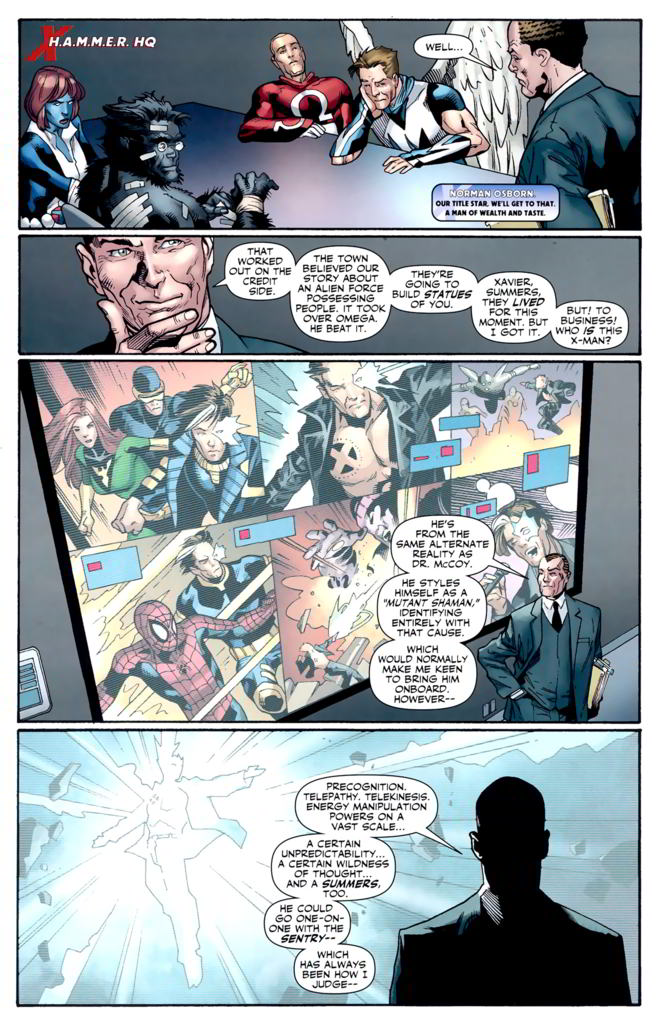 H.A.M.M.E.R. HQ
WELL...
NORMAN OSBORN
OUR TITLE STAR. WE'LL GET TO THAT.
A MAN OF WEALTH AND TASTE.
THAT
WORKED
OUT ON THE
CREDIT
SIDE.
THE TOWN
BELIEVED OUR
STORY ABOUT
AN ALIEN FORCE
POSSESSING
PEOPLE. IT TOOK
OVER OMEGA.
HE BEAT IT.
THEY'RE
GOING TO
BUILD STATUES
OF YOU.
XAVIER,
SUMMERS,
THEY LIVED
FOR THIS
MOMENT. BUT
I GOT IT.
BUT! TO
BUSINESS!
WHO IS THIS
X-MAN?
HE'S
FROM THE
SAME ALTERNATE
REALITY AS
DR. McCOY.
HE STYLES
HIMSELF AS A
"MUTANT SHAMAN,"
IDENTIFYING
ENTIRELY
WITH THAT
CAUSE.
WHICH
WOULD NORMALLY
MAKE ME KEEN
TO BRING HIM
ONBOARD.
HOWEVER--
PRECOGNITION.
TELEPATHY. TELEKINESIS.
ENERGY MANIPULATION
POWERS ON A
VAST SCALE...
A CERTAIN
UNPREDICTABILITY...
A CERTAIN WILDNESS
OF THOUGHT...
AND A SUMMERS,
TOO.
HE COULD
GO ONE-ON-
ONE WITH THE
SENTRY--
WHICH
HAS ALWAYS
BEEN HOW I
JUDGE--